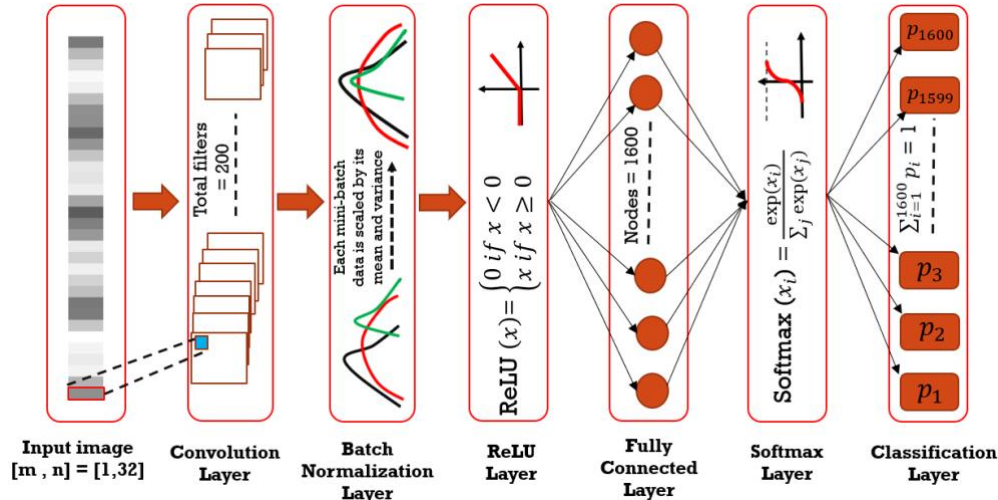 Total filters
= 200
Each mini-batch
data is scaled by its
mean and variance
ReLU (x)= {0 if x < 0
x if x ≥ 0
Nodes = 1600
Softmax (x_i) = exp(x_i)/∑_j exp(x_j)
p_1600
p_1599
∑_{i=1}^{1600} p_i = 1
p_3
p_2
p_1
Input image
[m , n] = [1,32]
Convolution
Layer
Batch
Normalization
Layer
ReLU
Layer
Fully
Connected
Layer
Softmax
Layer
Classification
Layer